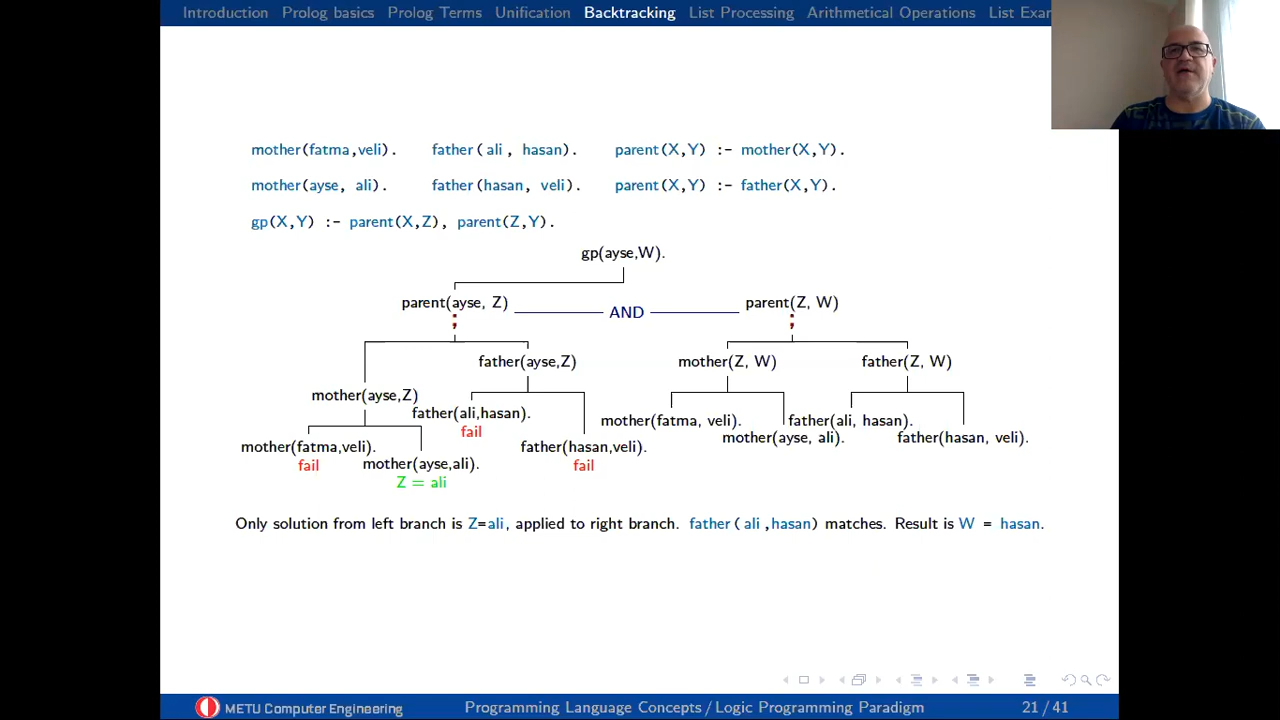 Introduction Prolog basics Prolog Terms Unification Backtracking List Processing Arithmetical Operations List Exam
mother(fatma,veli). father(ali, hasan). parent(X,Y) :- mother(X,Y).
mother(ayse, ali). father(hasan, veli). parent(X,Y) :- father(X,Y).
gp(X,Y) :- parent(X,Z), parent(Z,Y).
gp(ayse,W).
parent(ayse, Z) AND parent(Z, W)
; ;
father(ayse,Z) mother(Z, W) father(Z, W)
mother(ayse,Z)
father(ali,hasan). mother(fatma, veli). father(ali, hasan).
fail mother(ayse, ali). father(hasan, veli).
mother(fatma,veli). father(hasan,veli).
fail mother(ayse,ali). fail
Z = ali
Only solution from left branch is Z=ali, applied to right branch. father(ali,hasan) matches. Result is W = hasan.
METU Computer Engineering Programming Language Concepts/Logic Programming Paradigm 21/41